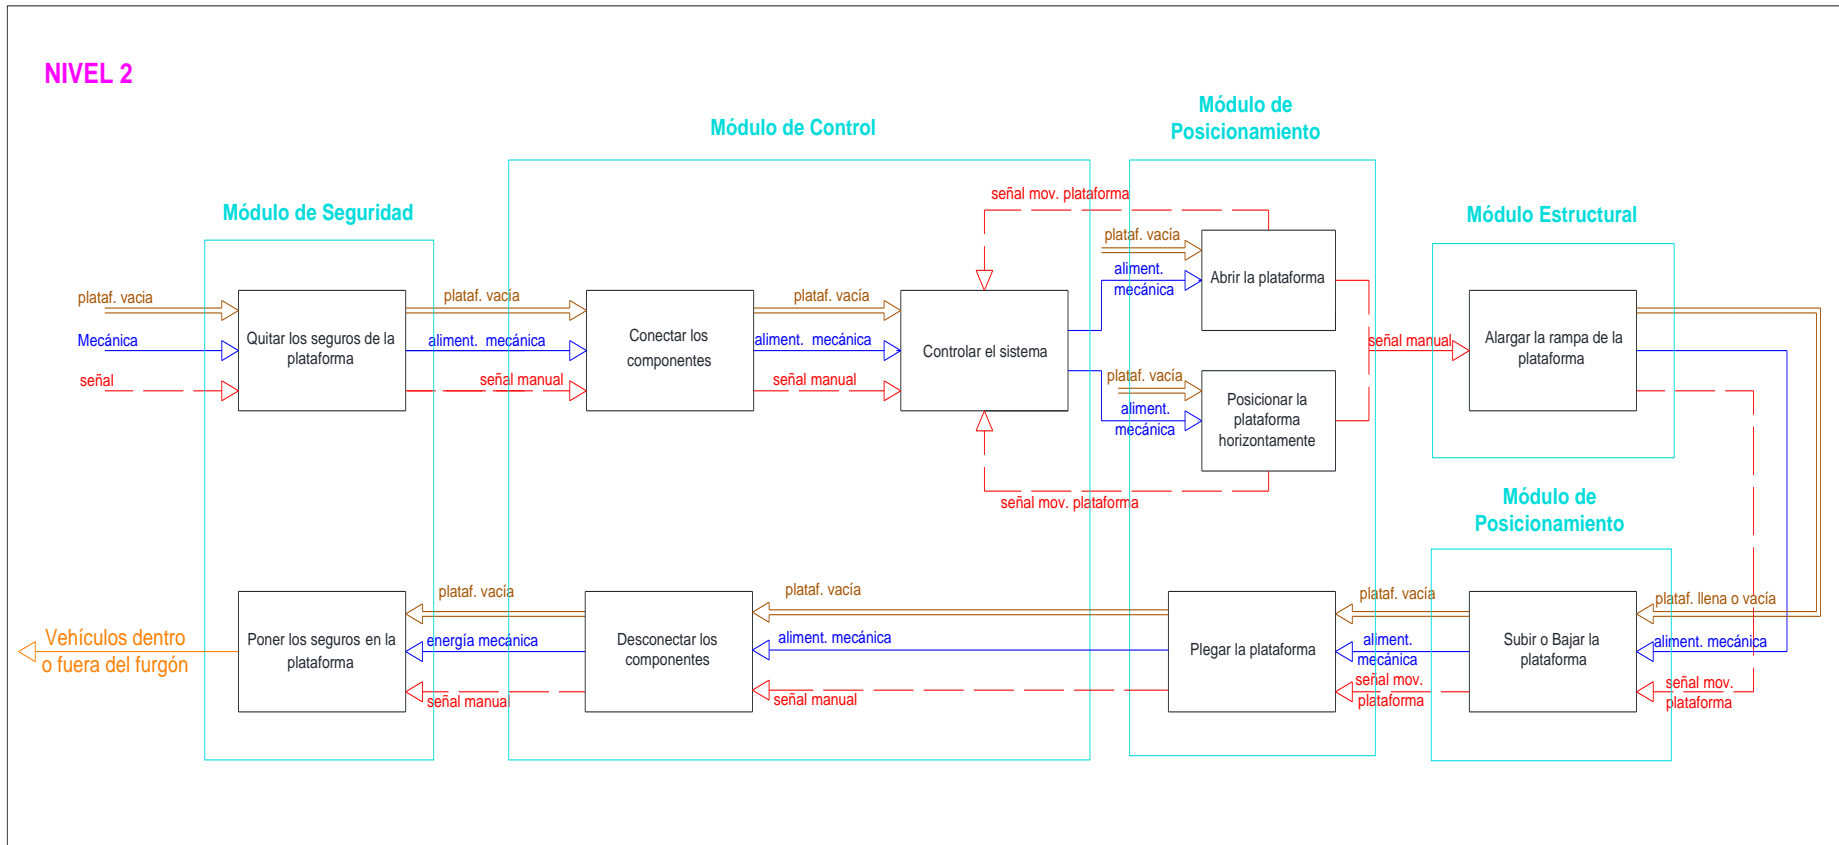 NIVEL 2
Módulo de Seguridad
Módulo de Control
Módulo de
Posicionamiento
Módulo Estructural
plataf. vacia
Mecánica
señal
Quitar los seguros de la
plataforma
plataf. vacía
aliment.  mecánica
señal manual
Conectar los
componentes
plataf. vacía
aliment.  mecánica
señal manual
Controlar el sistema
señal mov. plataforma
plataf. vacía
aliment.
mecánica
Abrir la plataforma
plataf. vacía
aliment.
mecánica
Posicionar la
plataforma
horizontamente
señal mov. plataforma
señal manual
Alargar la rampa de la
plataforma
Módulo de
Posicionamiento
plataf. llena o vacía
aliment. mecánica
señal mov.
plataforma
Subir o Bajar la
plataforma
plataf. vacía
aliment.
mecánica
señal mov.
plataforma
Plegar la plataforma
plataf. vacía
aliment. mecánica
señal manual
Desconectar los
componentes
plataf. vacía
energía mecánica
señal manual
Poner los seguros en la
plataforma
Vehículos dentro
o fuera del furgón